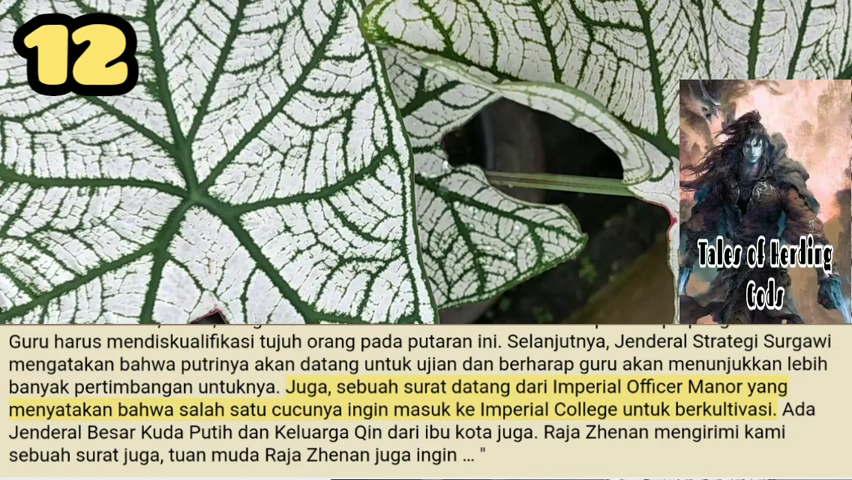 12
Tales of Herding
Gods
Guru harus mendiskualifikasi tujuh orang pada putaran ini. Selanjutnya, Jenderal Strategi Surgawi
mengatakan bahwa putrinya akan datang untuk ujian dan berharap guru akan menunjukkan lebih
banyak pertimbangan untuknya. Juga, sebuah surat datang dari Imperial Officer Manor yang
menyatakan bahwa salah satu cucunya ingin masuk ke Imperial College untuk berkultivasi. Ada
Jenderal Besar Kuda Putih dan Keluarga Qin dari ibu kota juga. Raja Zhenan mengirimi kami
sebuah surat juga, tuan muda Raja Zhenan juga ingin ... "